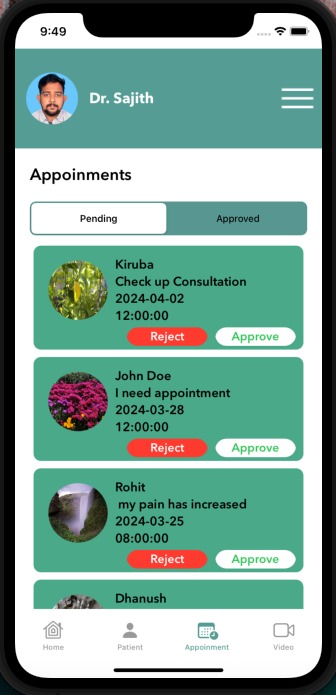 9:49
Dr. Sajith
Appoinments
Pending
Approved
Kiruba
Check up Consultation
2024-04-02
12:00:00
Reject
Approve
John Doe
I need appointment
2024-03-28
12:00:00
Reject
Approve
Rohit
my pain has increased
2024-03-25
08:00:00
Reject
Approve
Dhanush
Home
Patient
Appoinment
Video